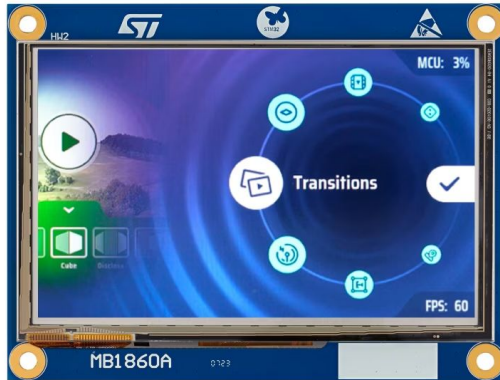 HW2
ST
STM32
MCU: 3%
Transitions
Cube
FPS: 60
MB1860A
0723